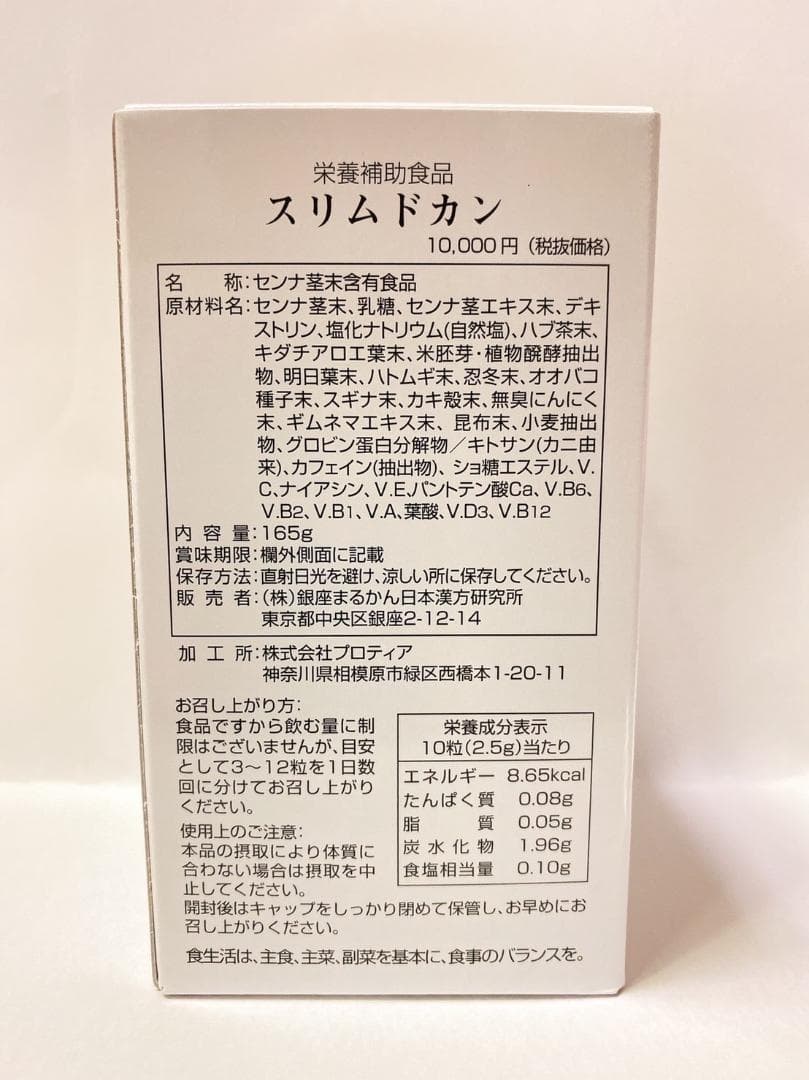 栄養補助食品
スリムドカン
10,000円(税抜価格)
名　　称:センナ茎末含有食品
原材料名:センナ茎末、乳糖、センナ茎エキス末、デキ
ストリン、塩化ナトリウム(自然塩)、ハブ茶末、
キダチアロエ葉末、米胚芽・植物醗酵抽出
物、明日葉末、ハトムギ末、忍冬末、オオバコ
種子末、スギナ末、カキ殻末、無臭にんにく
末、ギムネマエキス末、昆布末、小麦抽出
物、グロビン蛋白分解物／キトサン(カニ由
来)、カフェイン(抽出物)、ショ糖エステル、V.
C、ナイアシン、V.E、パントテン酸Ca、V.B6、
V.B2、V.B1、V.A、葉酸、V.D3、V.B12
内 容 量:165g
賞味期限:欄外側面に記載
保存方法:直射日光を避け、涼しい所に保存してください。
販 売 者:(株)銀座まるかん日本漢方研究所
東京都中央区銀座2-12-14
加 工 所:株式会社プロティア
神奈川県相模原市緑区西橋本1-20-11
お召し上がり方:
食品ですから飲む量に制
限はございませんが、目安
として3〜12粒を1日数
回に分けてお召し上がり
ください。
使用上のご注意:
本品の摂取により体質に
合わない場合は摂取を中
止してください。
開封後はキャップをしっかり閉めて保管し、お早めにお
召し上がりください。
栄養成分表示
10粒(2.5g)当たり
エネルギー 8.65kcal
たんぱく質 0.08g
脂　　質 0.05g
炭水化物 1.96g
食塩相当量 0.10g
食生活は、主食、主菜、副菜を基本に、食事のバランスを。